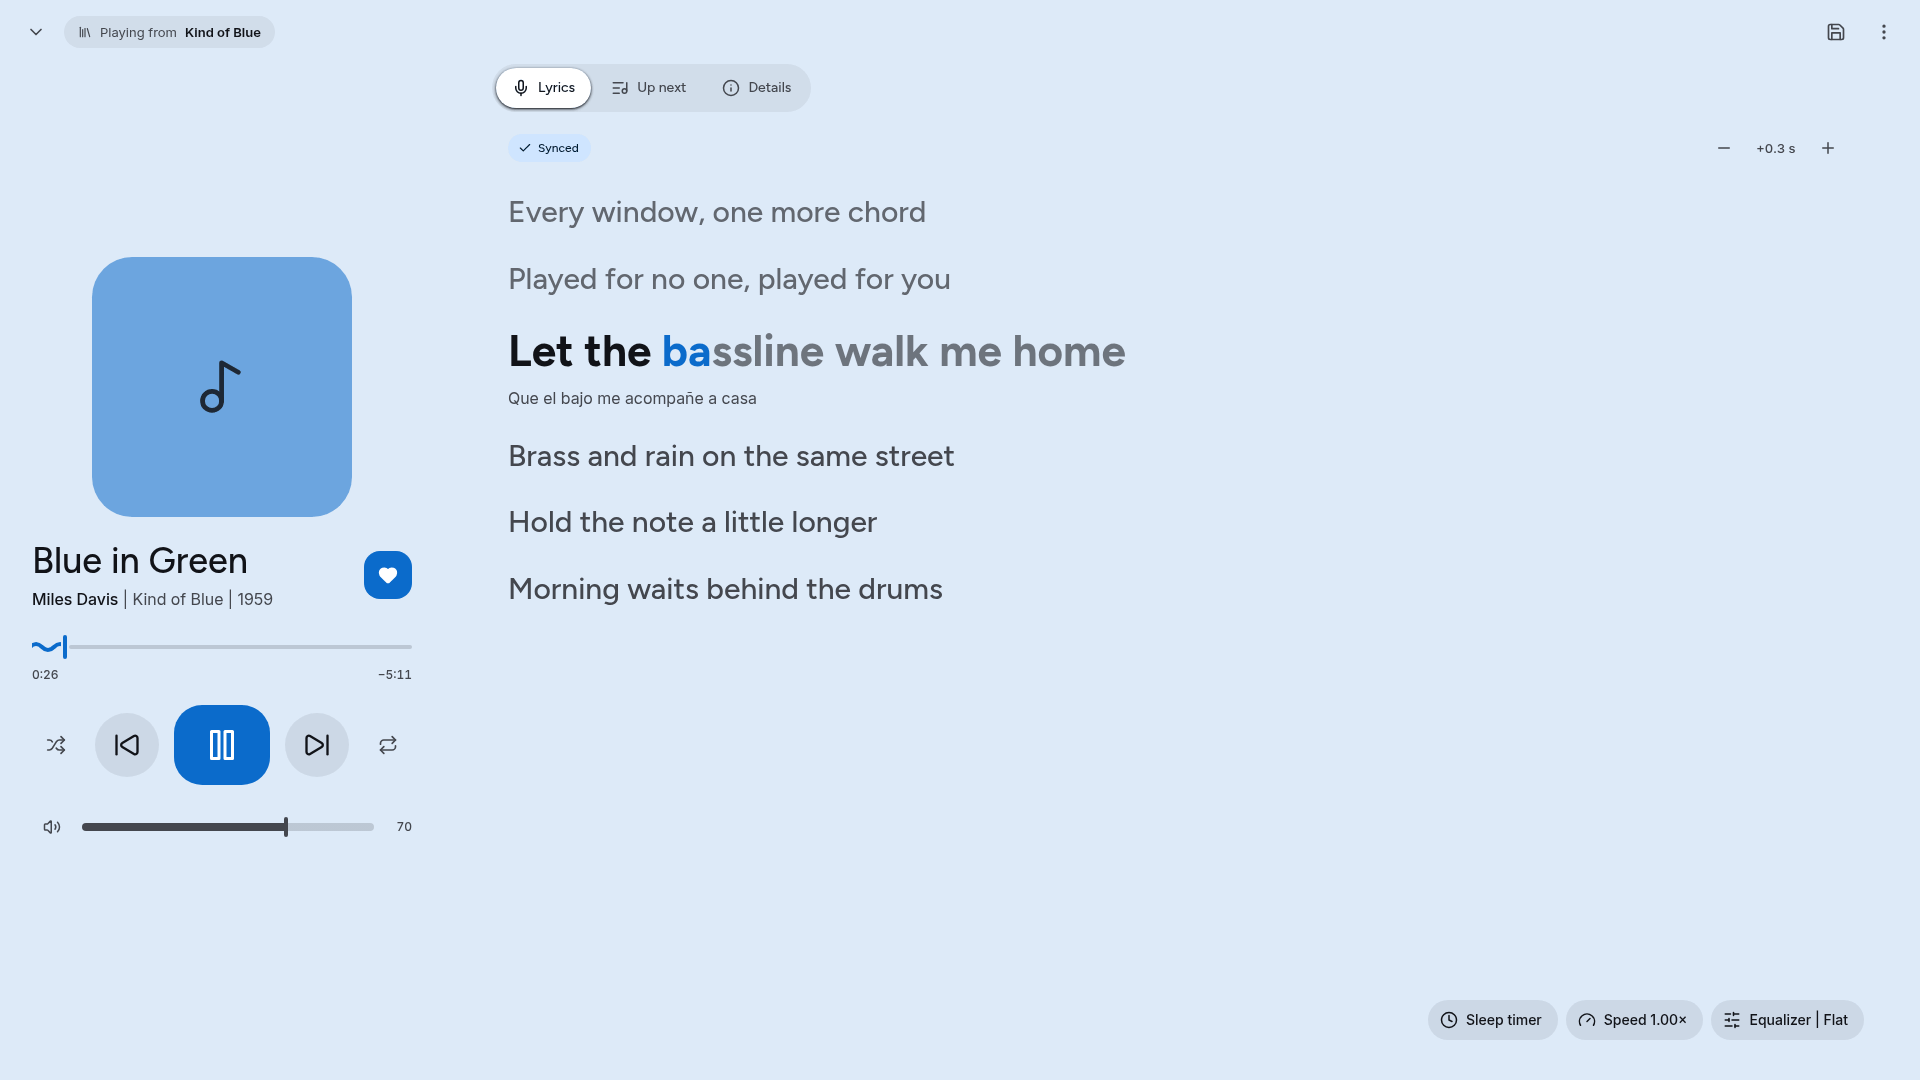 Playing from Kind of Blue
Lyrics
Up next
Details
Synced
+0.3 s
Every window, one more chord
Played for no one, played for you
Let the bassline walk me home
Que el bajo me acompañe a casa
Brass and rain on the same street
Hold the note a little longer
Morning waits behind the drums
Blue in Green
Miles Davis | Kind of Blue | 1959
0:26
−5:11
70
Sleep timer
Speed 1.00×
Equalizer | Flat